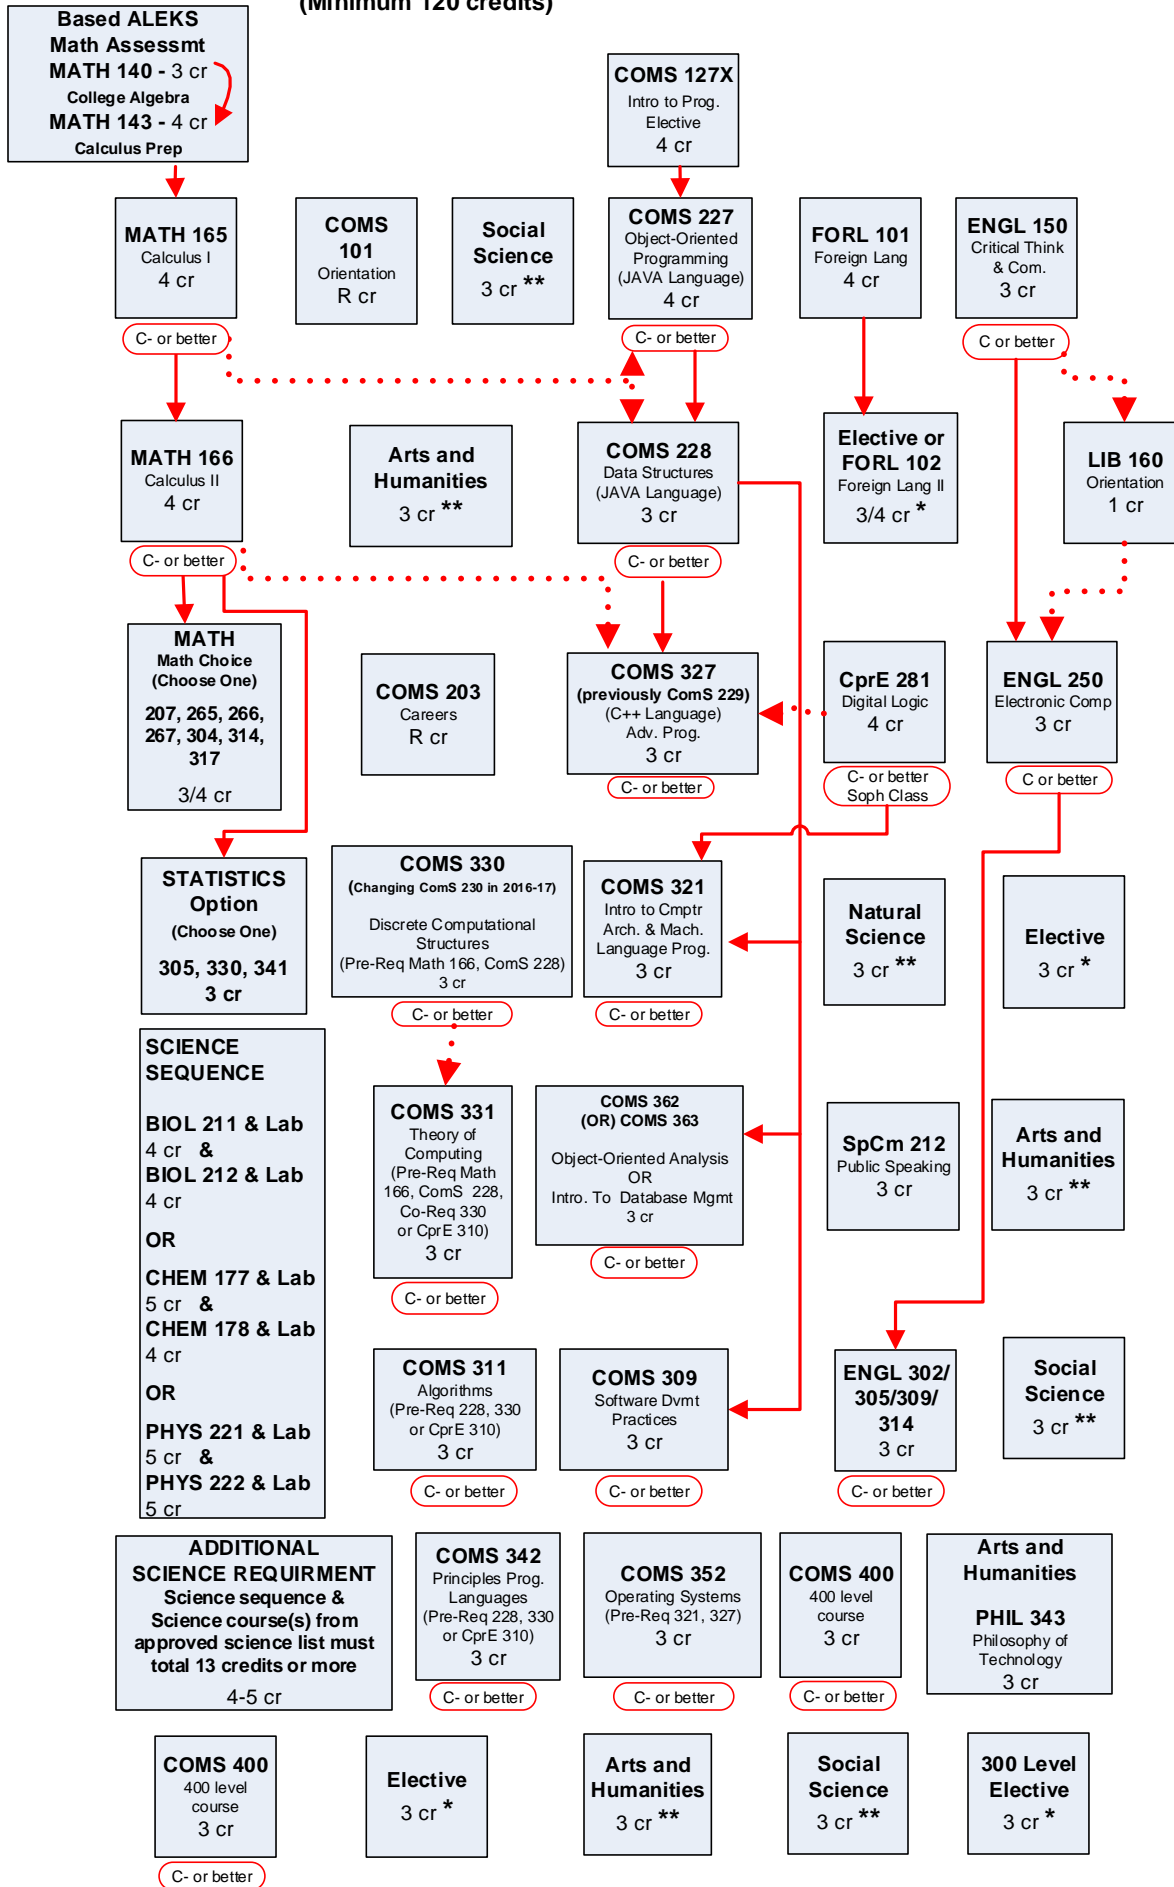 (Minimum 120 credits)
Based ALEKS
Math Assessmt
MATH 140 - 3 cr
College Algebra
MATH 143 - 4 cr
Calculus Prep
COMS 127X
Intro to Prog.
Elective
4 cr
MATH 165
Calculus I
4 cr
C- or better
COMS
101
Orientation
R cr
Social
Science
3 cr **
COMS 227
Object-Oriented
Programming
(JAVA Language)
4 cr
C- or better
FORL 101
Foreign Lang
4 cr
ENGL 150
Critical Think
& Com.
3 cr
C or better
MATH 166
Calculus II
4 cr
C- or better
Arts and
Humanities
3 cr **
COMS 228
Data Structures
(JAVA Language)
3 cr
C- or better
Elective or
FORL 102
Foreign Lang II
3/4 cr *
LIB 160
Orientation
1 cr
MATH
Math Choice
(Choose One)
207, 265, 266,
267, 304, 314,
317
3/4 cr
COMS 203
Careers
R cr
COMS 327
(previously ComS 229)
(C++ Language)
Adv. Prog.
3 cr
C- or better
CprE 281
Digital Logic
4 cr
C- or better
Soph Class
ENGL 250
Electronic Comp
3 cr
C or better
STATISTICS
Option
(Choose One)
305, 330, 341
3 cr
COMS 330
(Changing ComS 230 in 2016-17)
Discrete Computational
Structures
(Pre-Req Math 166, ComS 228)
3 cr
C- or better
COMS 321
Intro to Cmptr
Arch. & Mach.
Language Prog.
3 cr
C- or better
Natural
Science
3 cr **
Elective
3 cr *
SCIENCE
SEQUENCE
BIOL 211 & Lab
4 cr &
BIOL 212 & Lab
4 cr
OR
CHEM 177 & Lab
5 cr &
CHEM 178 & Lab
4 cr
OR
PHYS 221 & Lab
5 cr &
PHYS 222 & Lab
5 cr
COMS 331
Theory of
Computing
(Pre-Req Math
166, ComS 228,
Co-Req 330
or CprE 310)
3 cr
C- or better
COMS 362
(OR) COMS 363
Object-Oriented Analysis
OR
Intro. To Database Mgmt
3 cr
C- or better
SpCm 212
Public Speaking
3 cr
Arts and
Humanities
3 cr **
COMS 311
Algorithms
(Pre-Req 228, 330
or CprE 310)
3 cr
C- or better
COMS 309
Software Dvmt
Practices
3 cr
C- or better
ENGL 302/
305/309/
314
3 cr
C- or better
Social
Science
3 cr **
ADDITIONAL
SCIENCE REQUIRMENT
Science sequence &
Science course(s) from
approved science list must
total 13 credits or more
4-5 cr
COMS 342
Principles Prog.
Languages
(Pre-Req 228, 330
or CprE 310)
3 cr
C- or better
COMS 352
Operating Systems
(Pre-Req 321, 327)
3 cr
C- or better
COMS 400
400 level
course
3 cr
C- or better
Arts and
Humanities
PHIL 343
Philosophy of
Technology
3 cr
COMS 400
400 level
course
3 cr
C- or better
Elective
3 cr *
Arts and
Humanities
3 cr **
Social
Science
3 cr **
300 Level
Elective
3 cr *